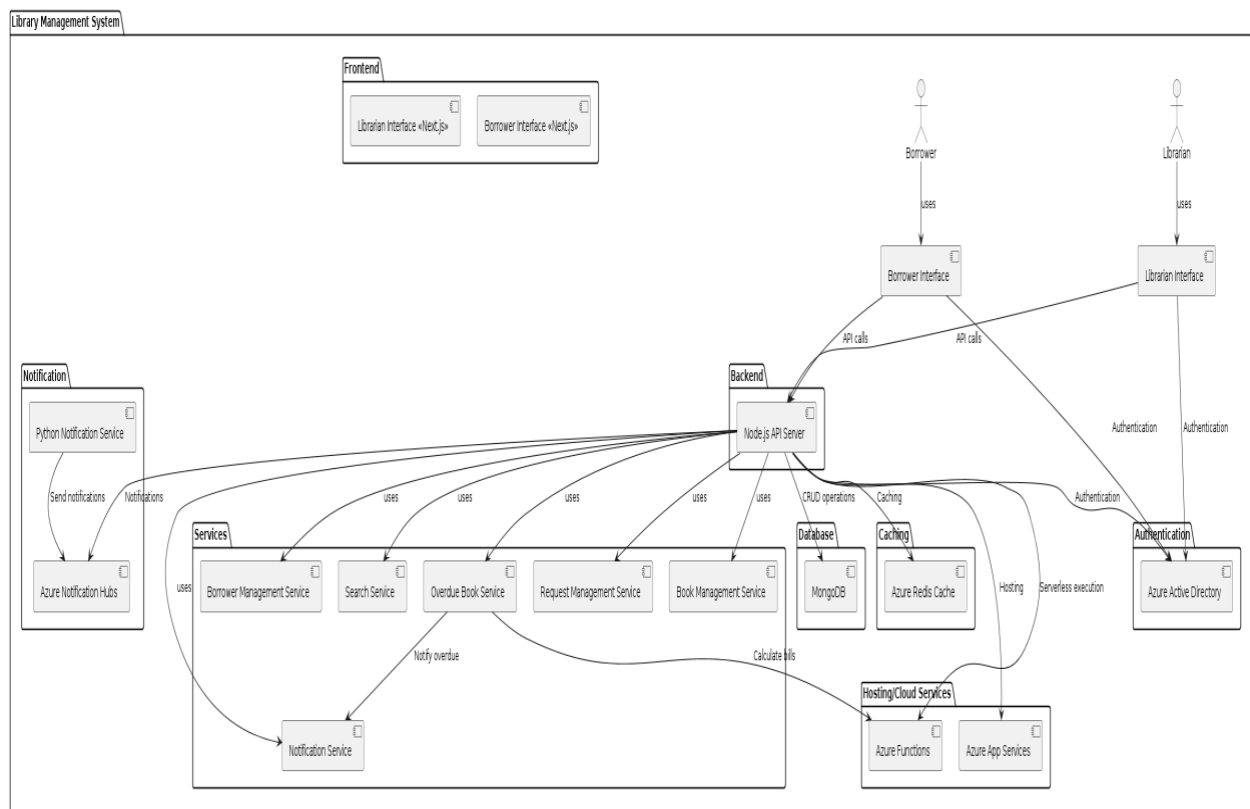 Library Management System
Frontend
Librarian Interface «Next.js»
Borrower Interface «Next.js»
Borrower
Librarian
uses
uses
Borrower Interface
Librarian Interface
API calls
API calls
Notification
Backend
Python Notification Service
Node.js API Server
Authentication
Authentication
Send notifications
Notifications
uses
uses
uses
uses
uses
CRUD operations
Caching
Authentication
Services
Database
Caching
Authentication
Azure Notification Hubs
uses
Borrower Management Service
Search Service
Overdue Book Service
Request Management Service
Book Management Service
MongoDB
Azure Redis Cache
Hosting
Serverless execution
Azure Active Directory
Notify overdue
Calculate bills
Hosting/Cloud Services
Notification Service
Azure Functions
Azure App Services